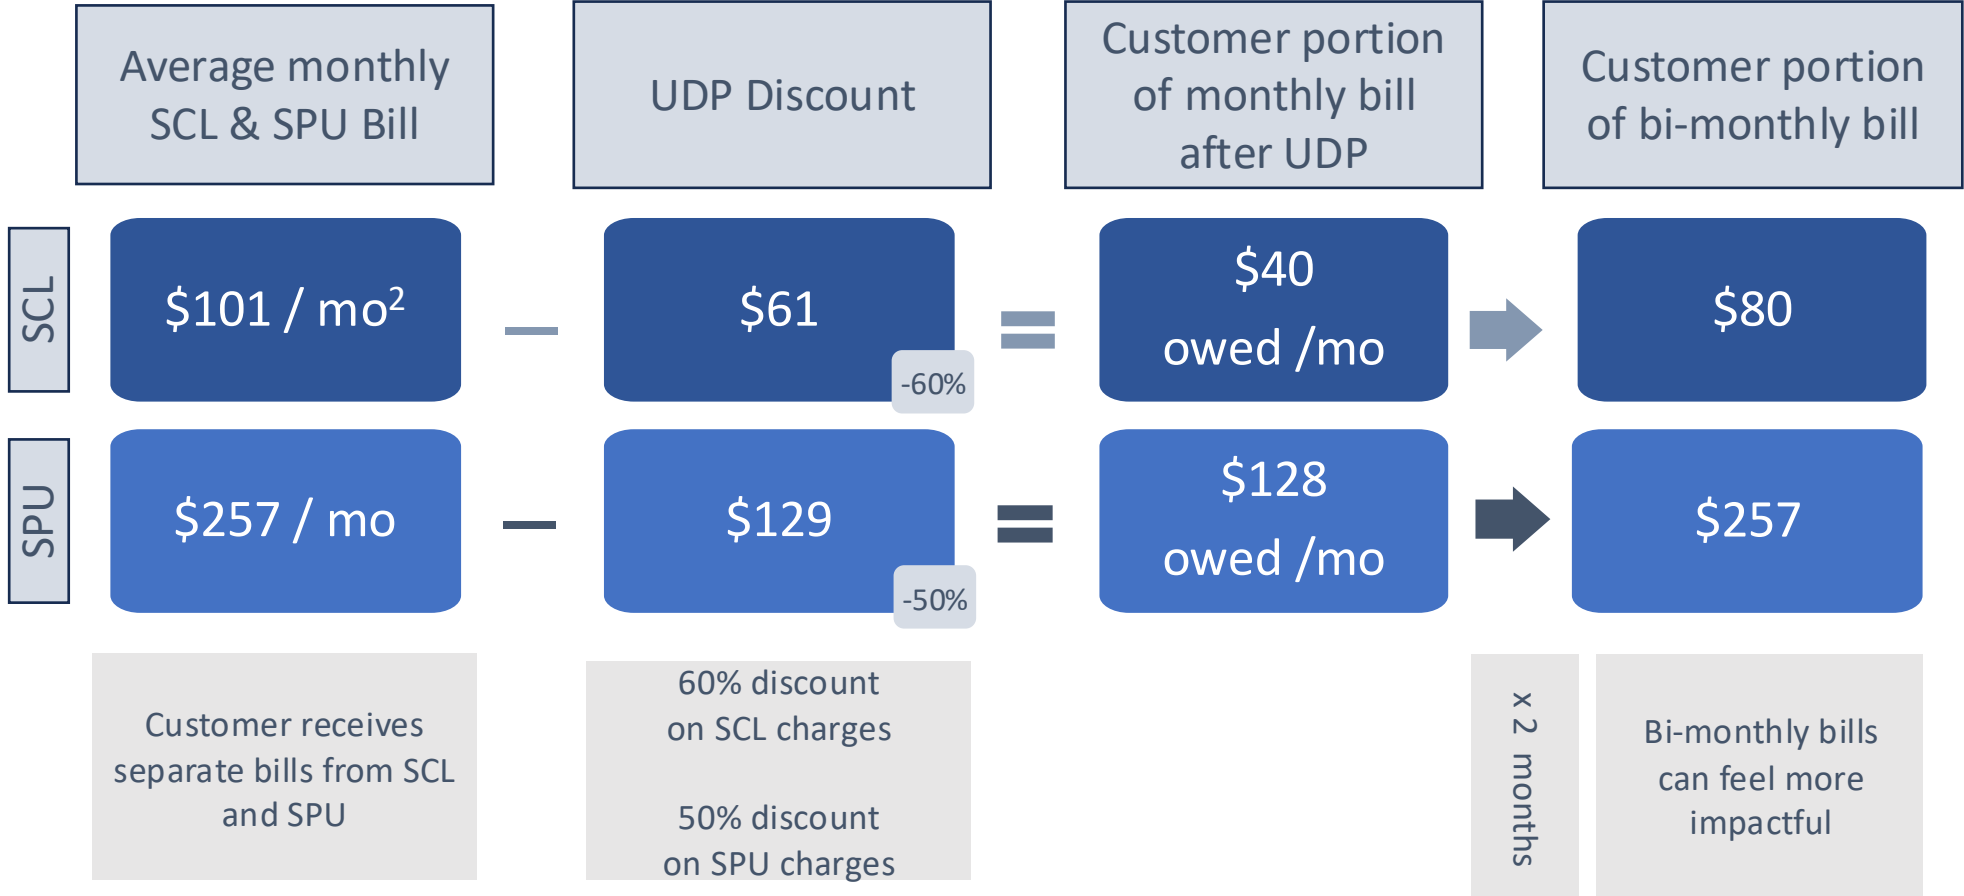 Average monthly
SCL & SPU Bill
UDP Discount
Customer portion
of monthly bill
after UDP
Customer portion
of bi-monthly bill
SCL
$101 / mo²
$61
-60%
$40
owed /mo
$80
SPU
$257 / mo
$129
-50%
$128
owed /mo
$257
Customer receives
separate bills from SCL
and SPU
60% discount
on SCL charges
50% discount
on SPU charges
x 2 months
Bi-monthly bills
can feel more
impactful